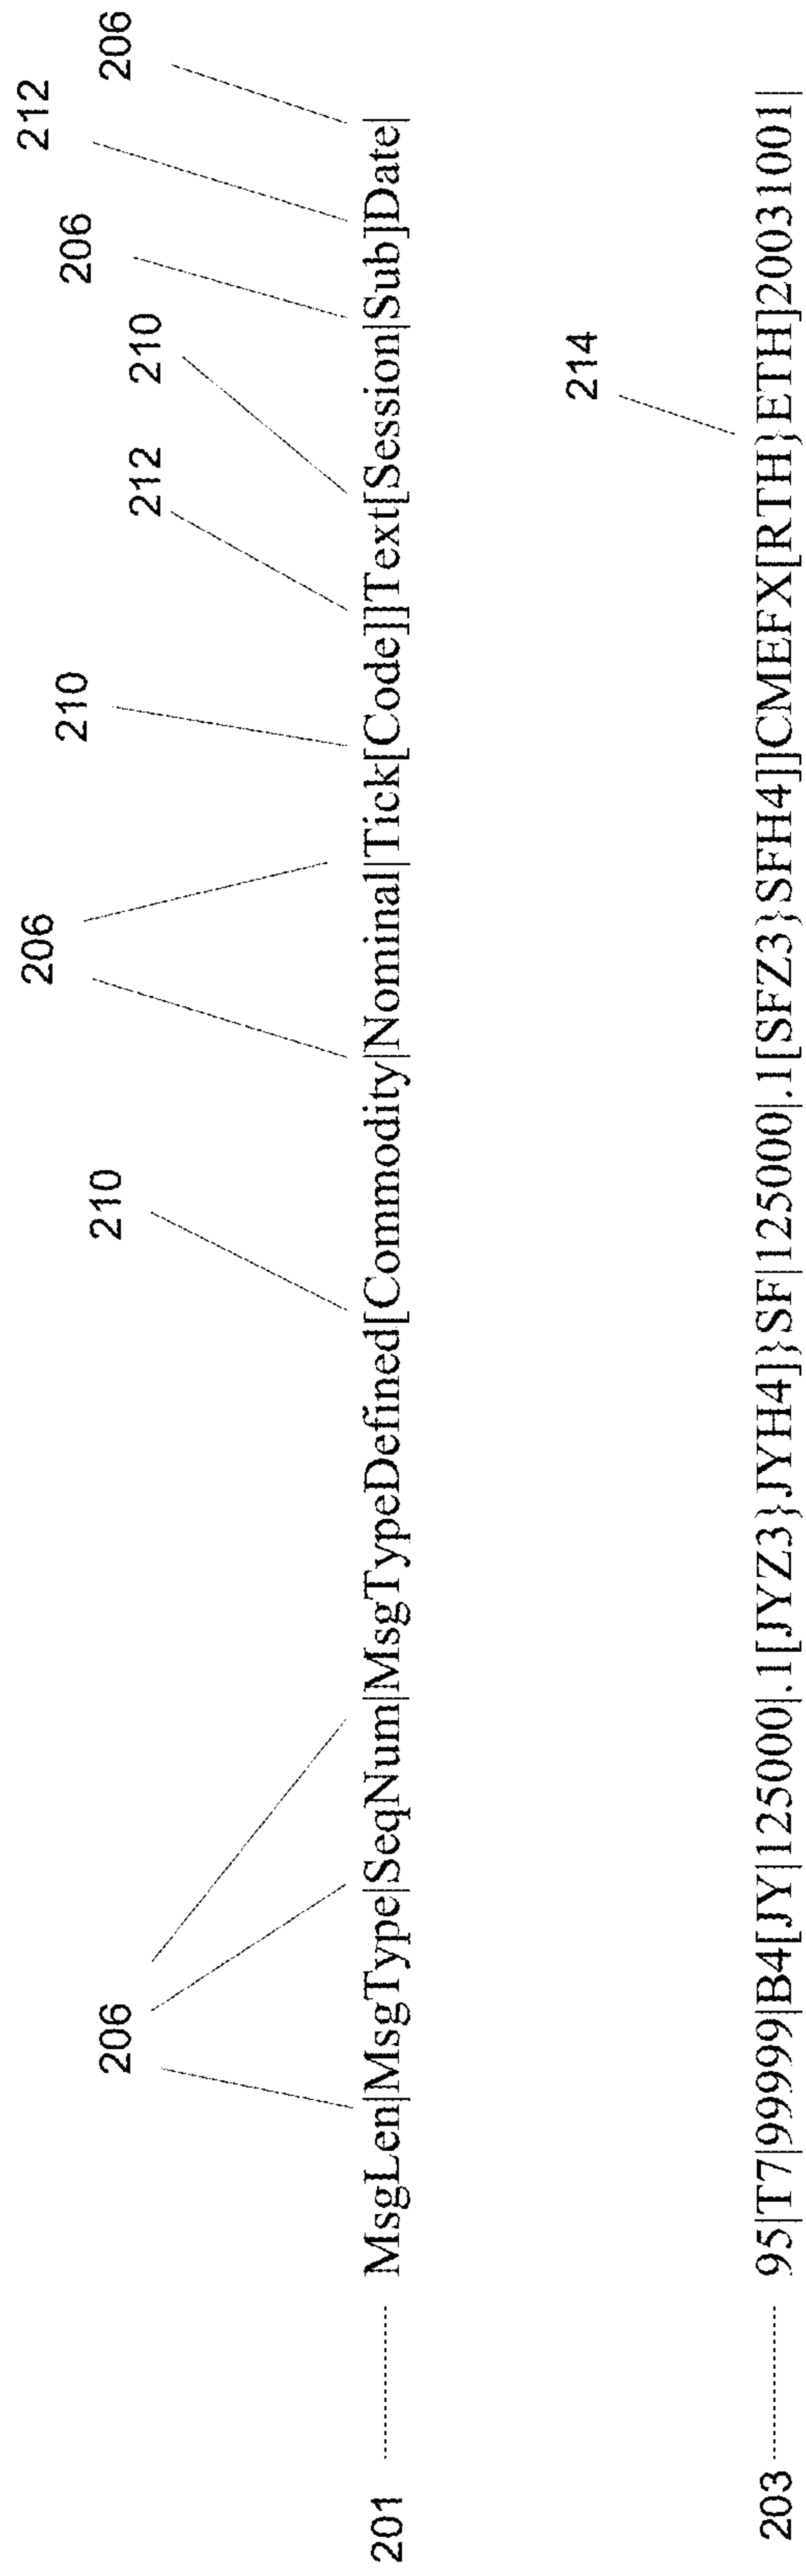 206 210 206 210 212 210 206 212 206
201 MsgLen|MsgType|SeqNum|MsgTypeDefined[Commodity|Nominal|Tick[Code]]Text[Session|Sub]Date|
214
203 95|T7|99999|B4[JY|125000|.1[JYZ3}JYH4]}SF|125000|.1[SFZ3}SFH4]]CMEFX[RTH}ETH]20031001|